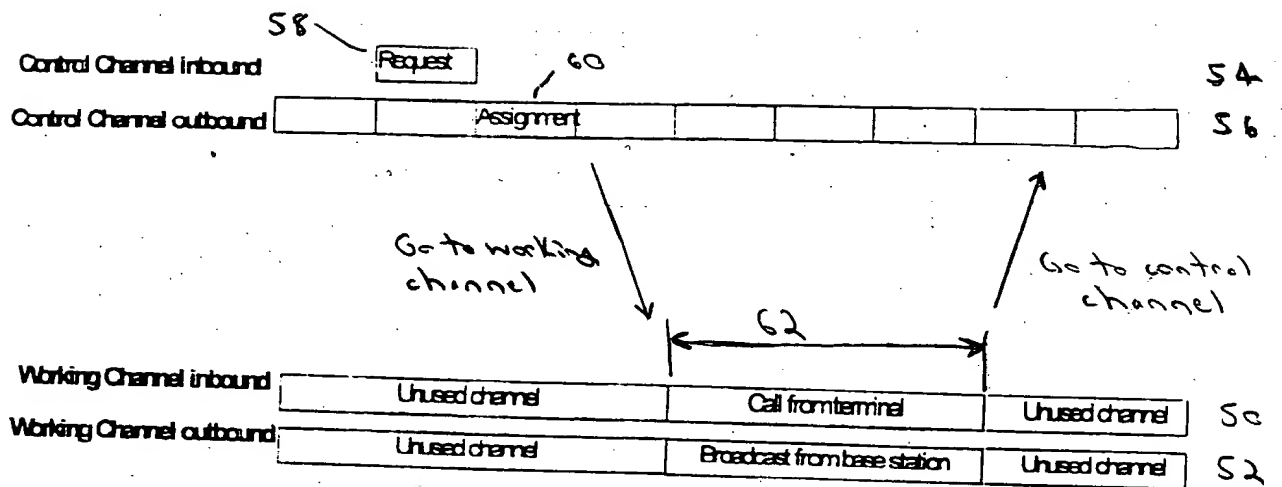 58
Control Channel inbound Request 60 54
Control Channel outbound Assignment 56
Go to working
channel
Go to control
channel
62
Working Channel inbound Unused channel Call from terminal Unused channel 50
Working Channel outbound Unused channel Broadcast from base station Unused channel 52